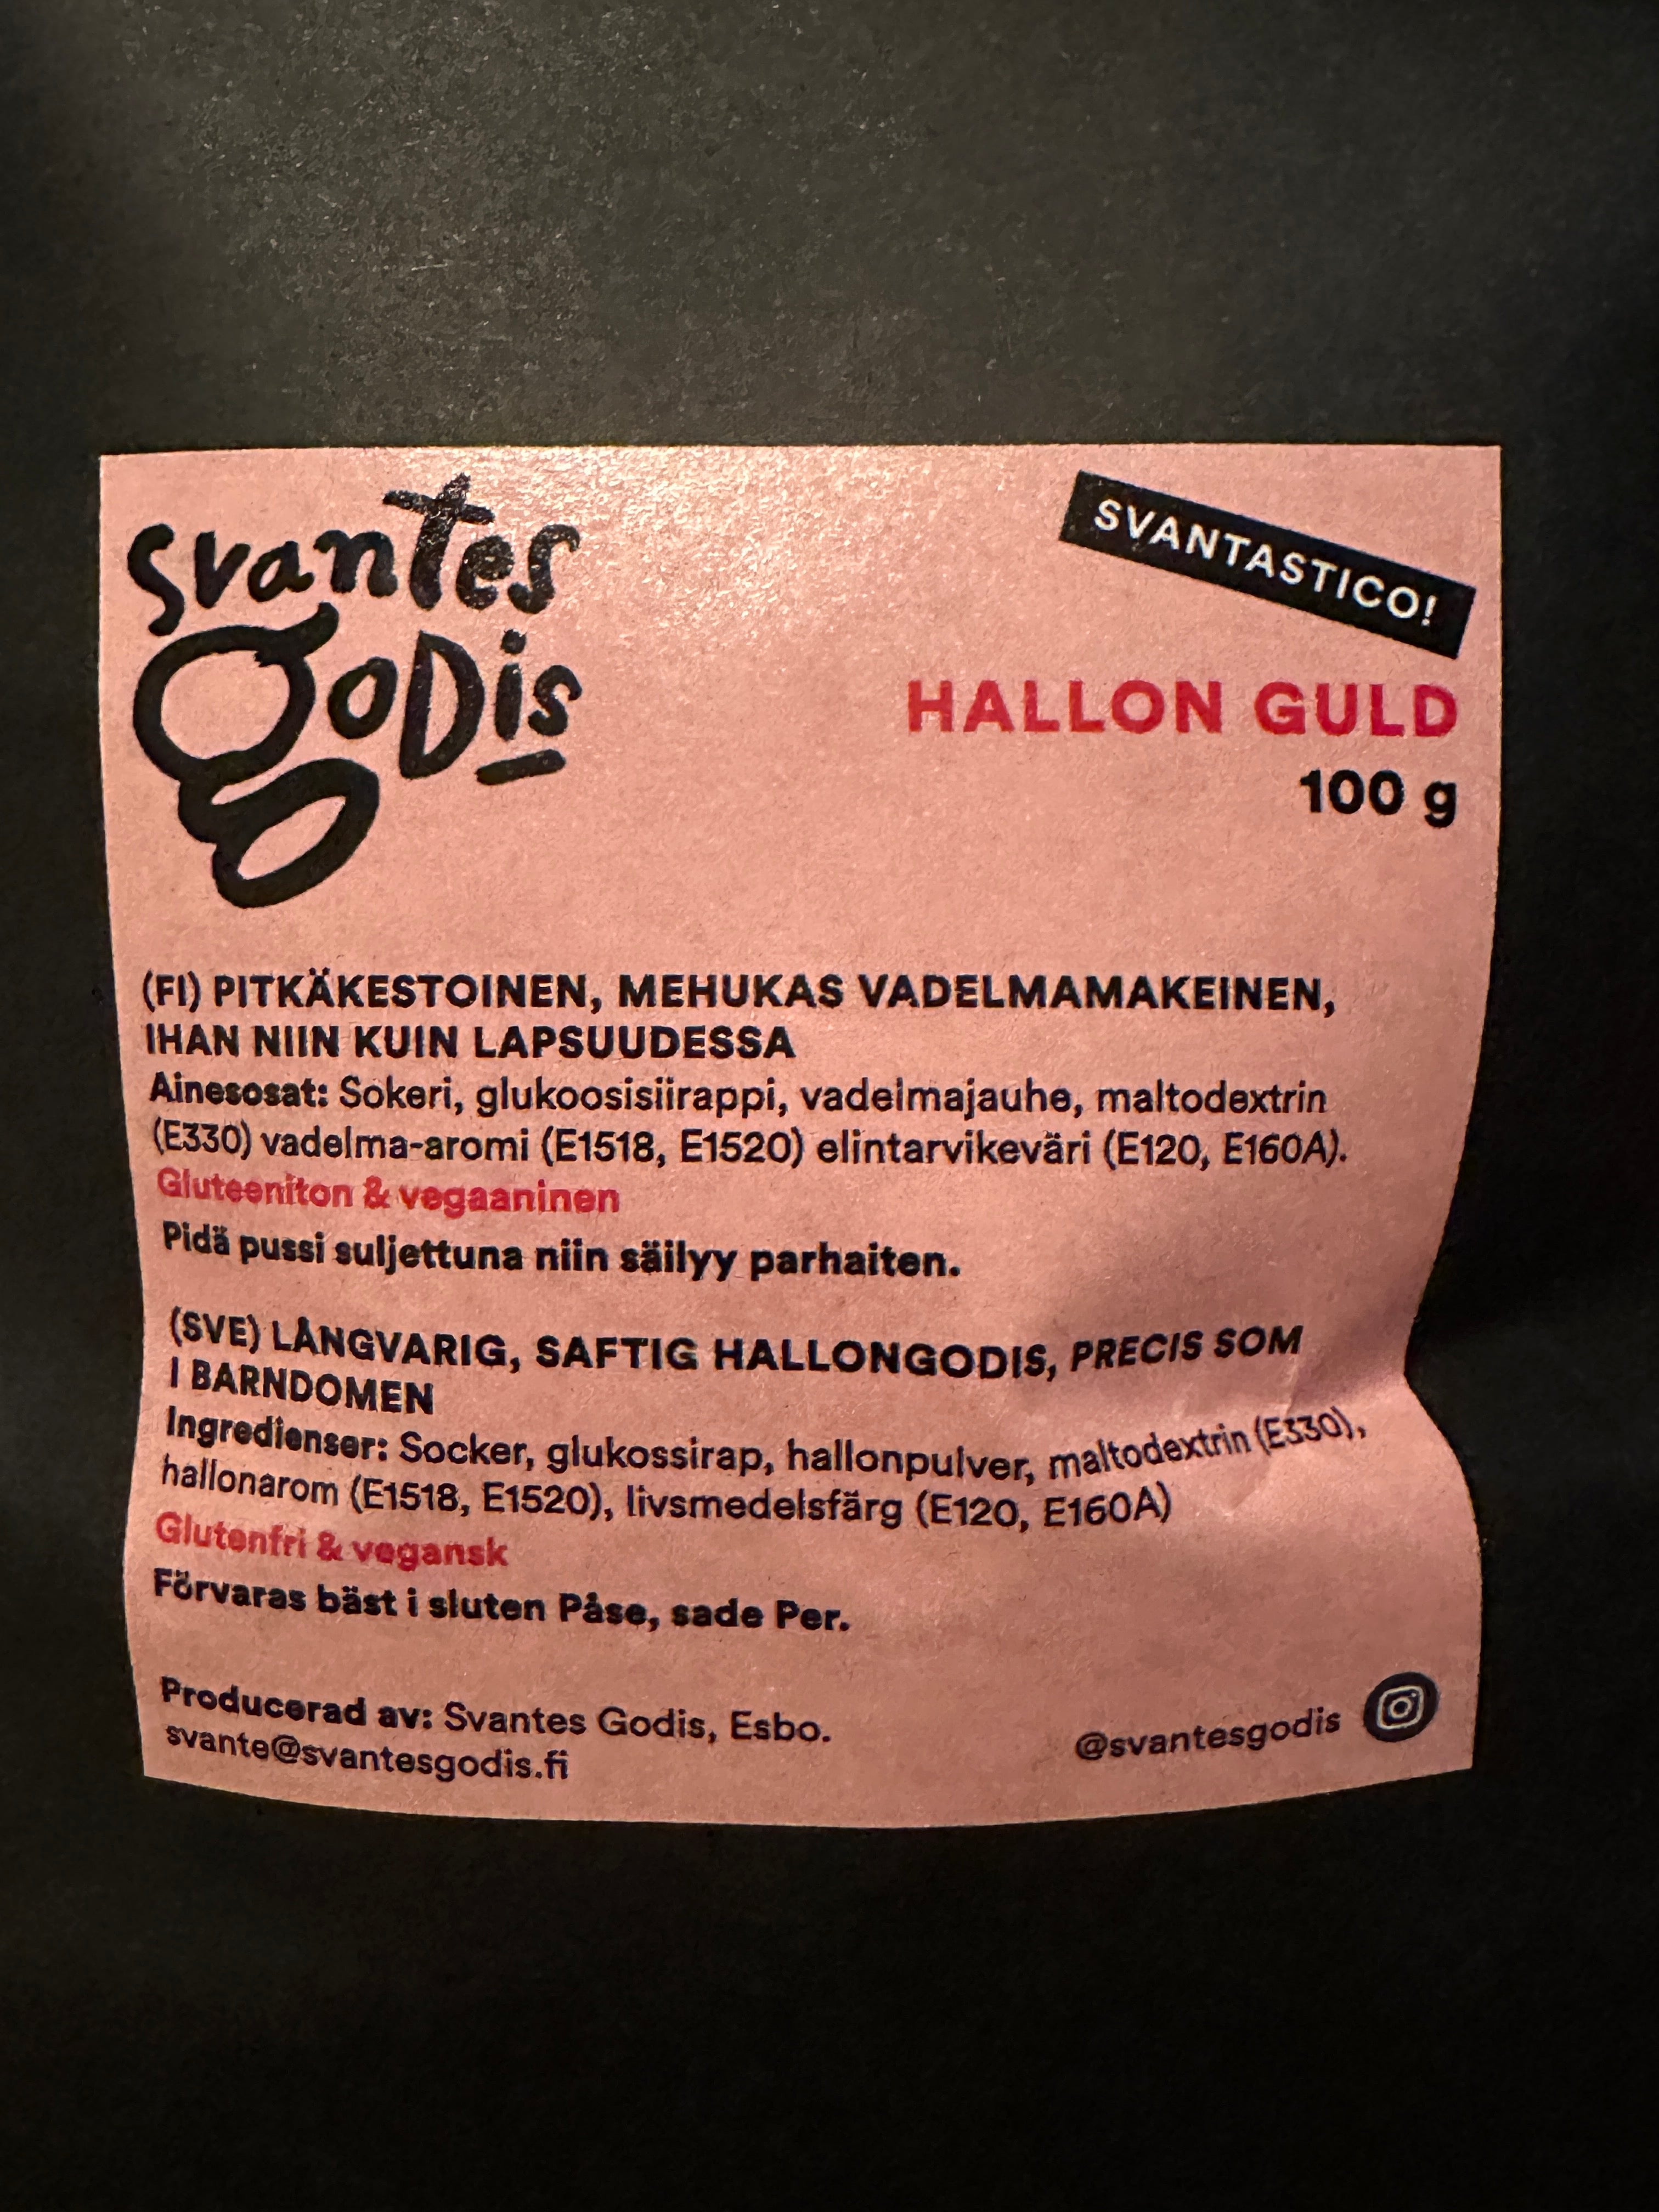 svantes
godis
SVANTASTICO!
HALLON GULD
100 g
(FI) PITKÄKESTOINEN, MEHUKAS VADELMAMAKEINEN,
IHAN NIIN KUIN LAPSUUDESSA
Ainesosat: Sokeri, glukoosisiirappi, vadelmajauhe, maltodextrin
(E330) vadelma-aromi (E1518, E1520) elintarvikeväri (E120, E160A).
Gluteeniton & vegaaninen
Pidä pussi suljettuna niin säilyy parhaiten.
(SVE) LÅNGVARIG, SAFTIG HALLONGODIS, PRECIS SOM
I BARNDOMEN
Ingredienser: Socker, glukossirap, hallonpulver, maltodextrin (E330),
hallonarom (E1518, E1520), livsmedelsfärg (E120, E160A)
Glutenfri & vegansk
Förvaras bäst i sluten Påse, sade Per.
Producerad av: Svantes Godis, Esbo.
svante@svantesgodis.fi
@svantesgodis